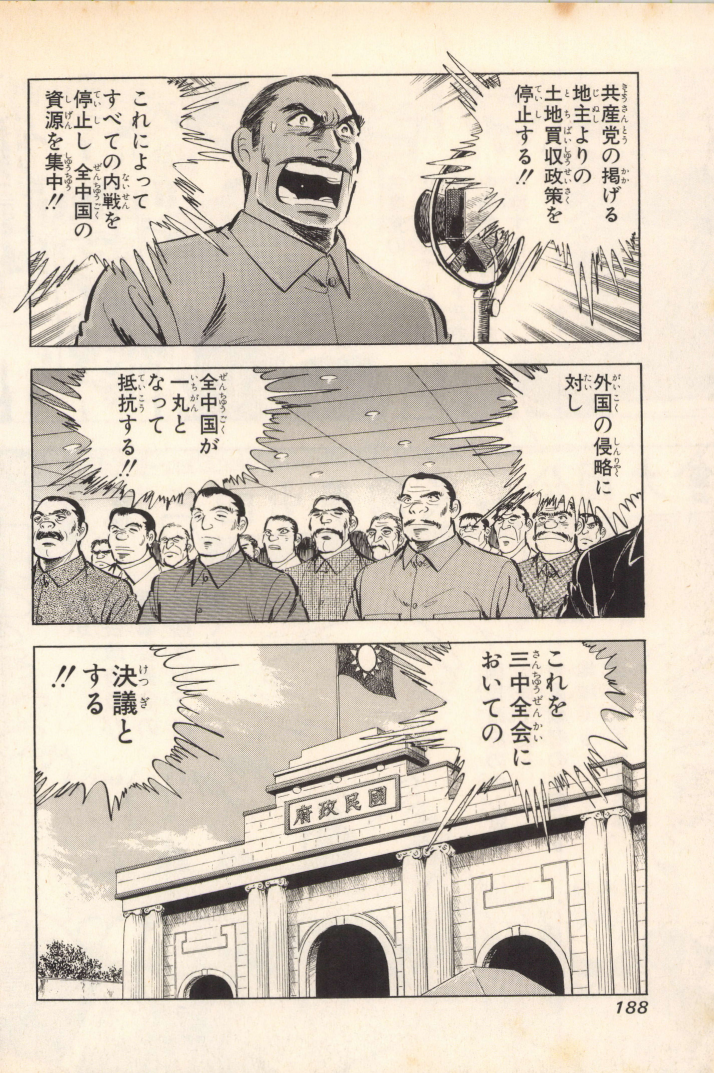 共産党の掲げる
地主よりの
土地買収政策を
停止する!!
これによって
すべての内戦を
停止し 全中国の
資源を集中!!
外国の侵略に
対し
全中国が
一丸と
なって
抵抗する!!
これを
三中全会に
おいての
決議と
する
!!
府政民國
188